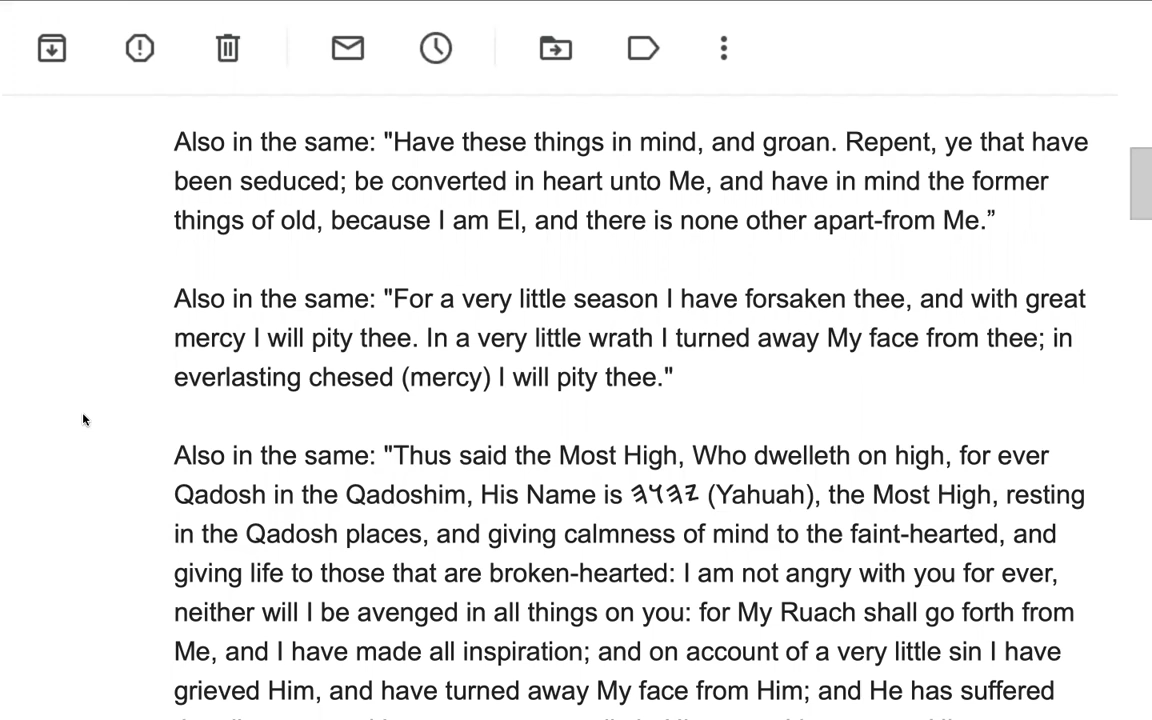 Also in the same: "Have these things in mind, and groan. Repent, ye that have
been seduced; be converted in heart unto Me, and have in mind the former
things of old, because I am El, and there is none other apart-from Me.”
Also in the same: "For a very little season I have forsaken thee, and with great
mercy I will pity thee. In a very little wrath I turned away My face from thee; in
everlasting chesed (mercy) I will pity thee."
Also in the same: "Thus said the Most High, Who dwelleth on high, for ever
Qadosh in the Qadoshim, His Name is 𐤉𐤄𐤅𐤄 (Yahuah), the Most High, resting
in the Qadosh places, and giving calmness of mind to the faint-hearted, and
giving life to those that are broken-hearted: I am not angry with you for ever,
neither will I be avenged in all things on you: for My Ruach shall go forth from
Me, and I have made all inspiration; and on account of a very little sin I have
grieved Him, and have turned away My face from Him; and He has suffered